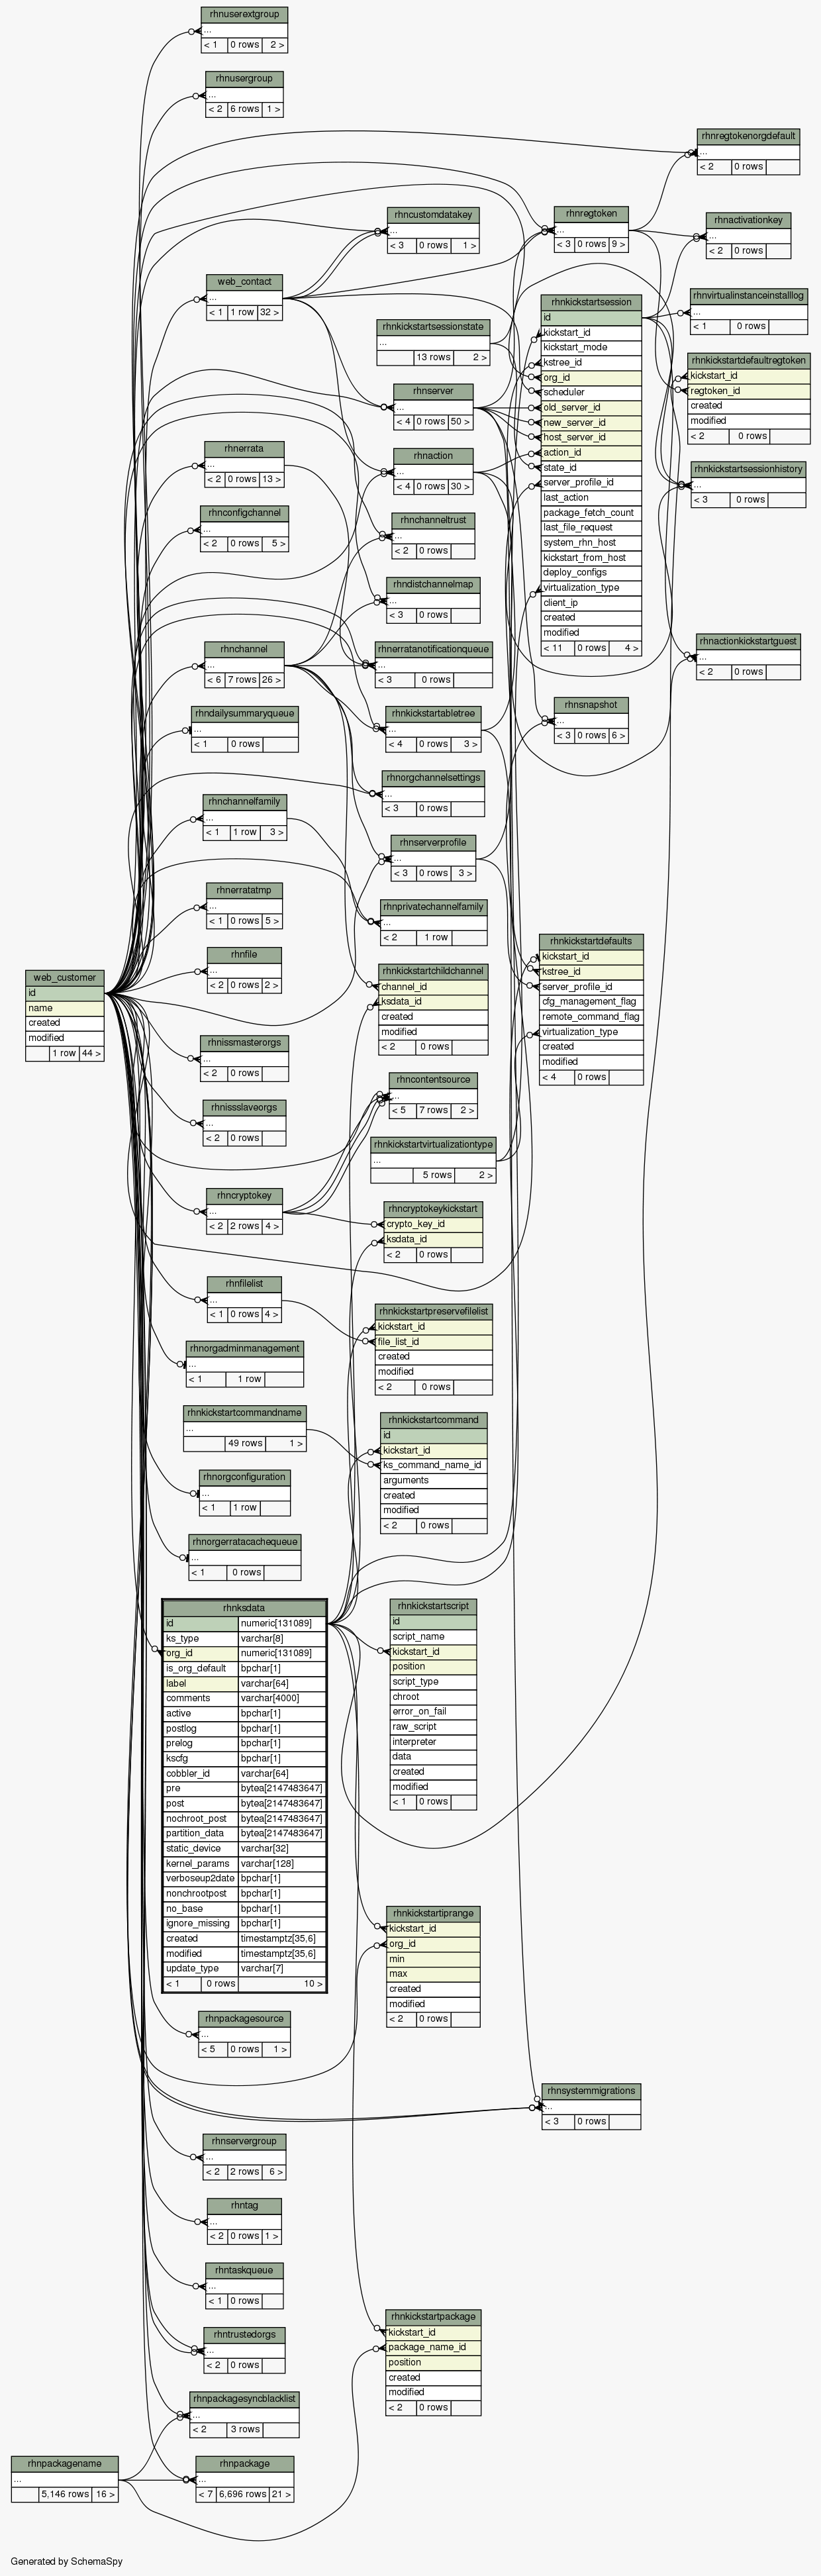 rhnuserextgroup
...
< 1 0 rows 2 >
rhnusergroup
...
< 2 6 rows 1 >
rhnregtokenorgdefault
...
< 2 0 rows
rhncustomdatakey
...
< 3 0 rows 1 >
rhnregtoken
...
< 3 0 rows 9 >
rhnactivationkey
...
< 2 0 rows
web_contact
...
< 1 1 row 32 >
rhnkickstartsessionstate
...
13 rows 2 >
rhnkickstartsession
id
kickstart_id
kickstart_mode
kstree_id
org_id
scheduler
old_server_id
new_server_id
host_server_id
action_id
state_id
server_profile_id
last_action
package_fetch_count
last_file_request
system_rhn_host
kickstart_from_host
deploy_configs
virtualization_type
client_ip
created
modified
< 11 0 rows 4 >
rhnvirtualinstanceinstalllog
...
< 1 0 rows
rhnkickstartdefaultregtoken
kickstart_id
regtoken_id
created
modified
< 2 0 rows
rhnserver
...
< 4 0 rows 50 >
rhnerrata
...
< 2 0 rows 13 >
rhnaction
...
< 4 0 rows 30 >
rhnkickstartsessionhistory
...
< 3 0 rows
rhnconfigchannel
...
< 2 0 rows 5 >
rhnchanneltrust
...
< 2 0 rows
rhndistchannelmap
...
< 3 0 rows
rhnchannel
...
< 6 7 rows 26 >
rhnerratanotificationqueue
...
< 3 0 rows
rhnactionkickstartguest
...
< 2 0 rows
rhndailysummaryqueue
...
< 1 0 rows
rhnkickstartabletree
...
< 4 0 rows 3 >
rhnsnapshot
...
< 3 0 rows 6 >
rhnorgchannelsettings
...
< 3 0 rows
rhnchannelfamily
...
< 1 1 row 3 >
rhnserverprofile
...
< 3 0 rows 3 >
rhnerratatmp
...
< 1 0 rows 5 >
rhnprivatechannelfamily
...
< 2 1 row
rhnfile
...
< 2 0 rows 2 >
rhnkickstartdefaults
kickstart_id
kstree_id
server_profile_id
cfg_management_flag
remote_command_flag
virtualization_type
created
modified
< 4 0 rows
web_customer
id
name
created
modified
1 row 44 >
rhnkickstartchildchannel
channel_id
ksdata_id
created
modified
< 2 0 rows
rhnissmasterorgs
...
< 2 0 rows
rhncontentsource
...
< 5 7 rows 2 >
rhnissslaveorgs
...
< 2 0 rows
rhnkickstartvirtualizationtype
...
5 rows 2 >
rhncryptokey
...
< 2 2 rows 4 >
rhncryptokeykickstart
crypto_key_id
ksdata_id
< 2 0 rows
rhnfilelist
...
< 1 0 rows 4 >
rhnkickstartpreservefilelist
kickstart_id
file_list_id
created
modified
< 2 0 rows
rhnorgadminmanagement
...
< 1 1 row
rhnkickstartcommandname
...
49 rows 1 >
rhnkickstartcommand
id
kickstart_id
ks_command_name_id
arguments
created
modified
< 2 0 rows
rhnorgconfiguration
...
< 1 1 row
rhnorgerratacachequeue
...
< 1 0 rows
rhnksdata
id numeric[131089]
ks_type varchar[8]
org_id numeric[131089]
is_org_default bpchar[1]
label varchar[64]
comments varchar[4000]
active bpchar[1]
postlog bpchar[1]
prelog bpchar[1]
kscfg bpchar[1]
cobbler_id varchar[64]
pre bytea[2147483647]
post bytea[2147483647]
nochroot_post bytea[2147483647]
partition_data bytea[2147483647]
static_device varchar[32]
kernel_params varchar[128]
verboseup2date bpchar[1]
nonchrootpost bpchar[1]
no_base bpchar[1]
ignore_missing bpchar[1]
created timestamptz[35,6]
modified timestamptz[35,6]
update_type varchar[7]
< 1 0 rows 10 >
rhnkickstartscript
id
script_name
kickstart_id
position
script_type
chroot
error_on_fail
raw_script
interpreter
data
created
modified
< 1 0 rows
rhnkickstartiprange
kickstart_id
org_id
min
max
created
modified
< 2 0 rows
rhnpackagesource
...
< 5 0 rows 1 >
rhnsystemmigrations
...
< 3 0 rows
rhnservergroup
...
< 2 2 rows 6 >
rhntag
...
< 2 0 rows 1 >
rhntaskqueue
...
< 1 0 rows
rhntrustedorgs
...
< 2 0 rows
rhnkickstartpackage
kickstart_id
package_name_id
position
created
modified
< 2 0 rows
rhnpackagesyncblacklist
...
< 2 3 rows
rhnpackagename
...
5,146 rows 16 >
rhnpackage
...
< 7 6,696 rows 21 >
Generated by SchemaSpy